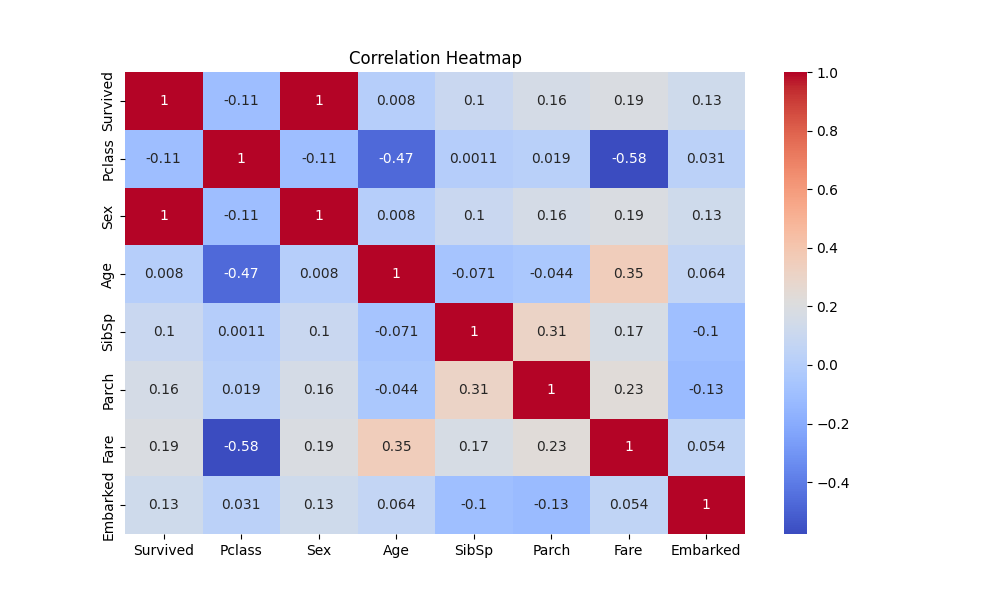 Correlation Heatmap
Survived 1 -0.11 1 0.008 0.1 0.16 0.19 0.13
Pclass -0.11 1 -0.11 -0.47 0.0011 0.019 -0.58 0.031
Sex 1 -0.11 1 0.008 0.1 0.16 0.19 0.13
Age 0.008 -0.47 0.008 1 -0.071 -0.044 0.35 0.064
SibSp 0.1 0.0011 0.1 -0.071 1 0.31 0.17 -0.1
Parch 0.16 0.019 0.16 -0.044 0.31 1 0.23 -0.13
Fare 0.19 -0.58 0.19 0.35 0.17 0.23 1 0.054
Embarked 0.13 0.031 0.13 0.064 -0.1 -0.13 0.054 1
Survived Pclass Sex Age SibSp Parch Fare Embarked
1.0
0.8
0.6
0.4
0.2
0.0
−0.2
−0.4